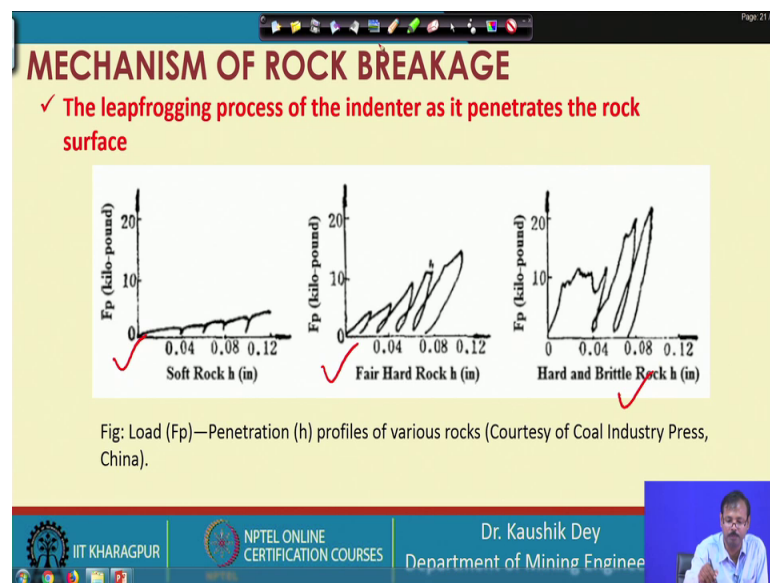 Page: 21 /
MECHANISM OF ROCK BREAKAGE
✓ The leapfrogging process of the indenter as it penetrates the rock
surface
Fp (kilo-pound)
20
10
0
0.04 0.08 0.12
Soft Rock h (in)
Fp (kilo-pound)
20
10
0
0.04 0.08 0.12
Fair Hard Rock h (in)
Fp (kilo-pound)
20
10
0 0.04 0.08 0.12
Hard and Brittle Rock h (in)
Fig: Load (Fp)—Penetration (h) profiles of various rocks (Courtesy of Coal Industry Press,
China).
IIT KHARAGPUR
NPTEL ONLINE
CERTIFICATION COURSES
NPTEL
Dr. Kaushik Dey
Department of Mining Enginee